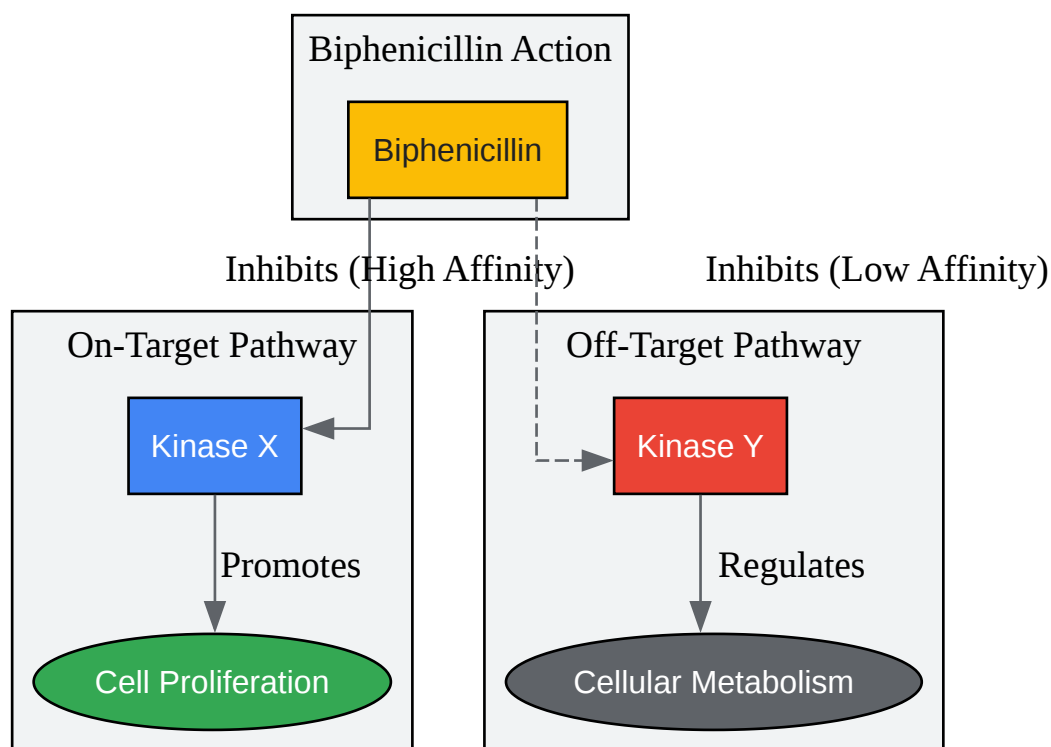 Biphenicillin Action
Biphenicillin
Inhibits (High Affinity)
Inhibits (Low Affinity)
On-Target Pathway
Off-Target Pathway
Kinase X
Kinase Y
Promotes
Regulates
Cell Proliferation
Cellular Metabolism